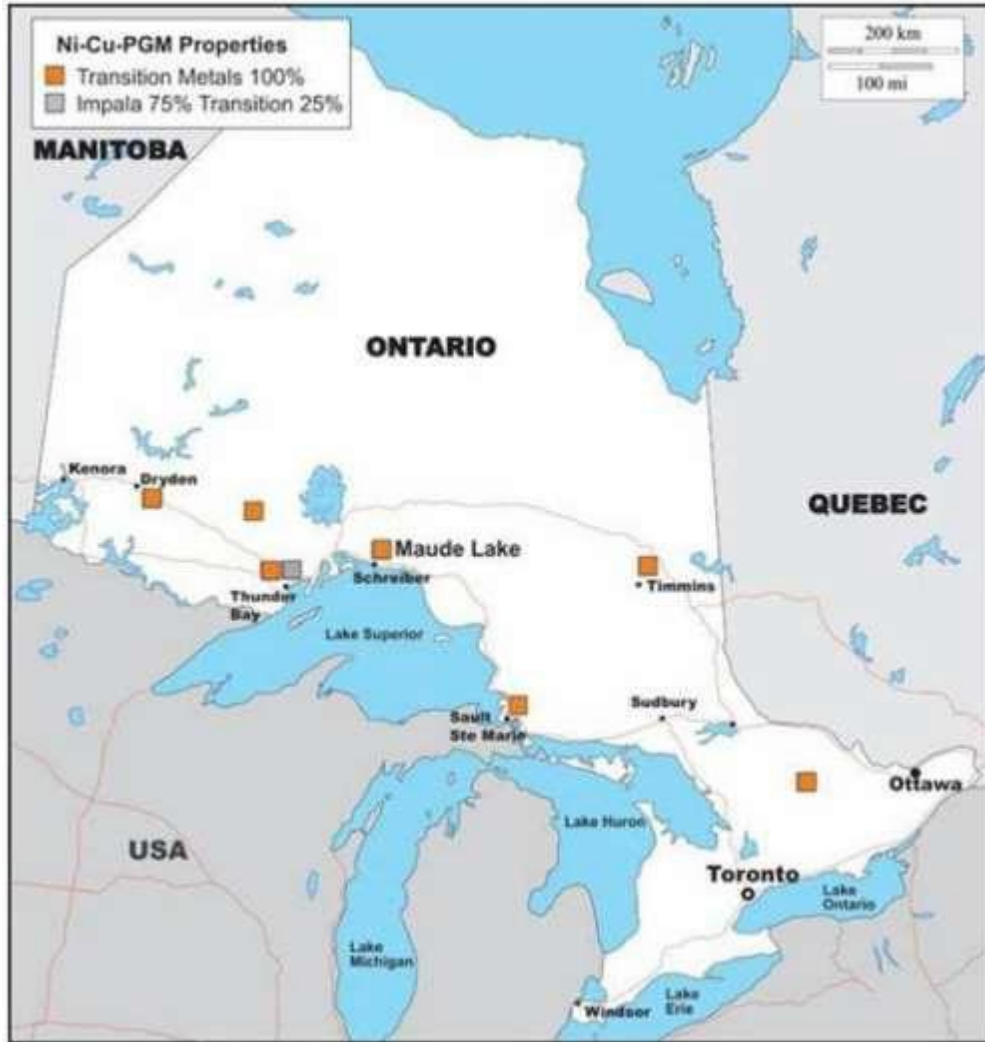 Ni-Cu-PGM Properties
Transition Metals 100%
Impala 75% Transition 25%
200 km
100 mi
MANITOBA
ONTARIO
QUEBEC
Kenora
Dryden
Maude Lake
Schreiber
Thunder
Bay
Timmins
Lake Superior
Sudbury
Sault
Ste Marie
Ottawa
Lake Huron
USA
Toronto
Lake
Ontario
Lake
Michigan
Lake
Erie
Windsor